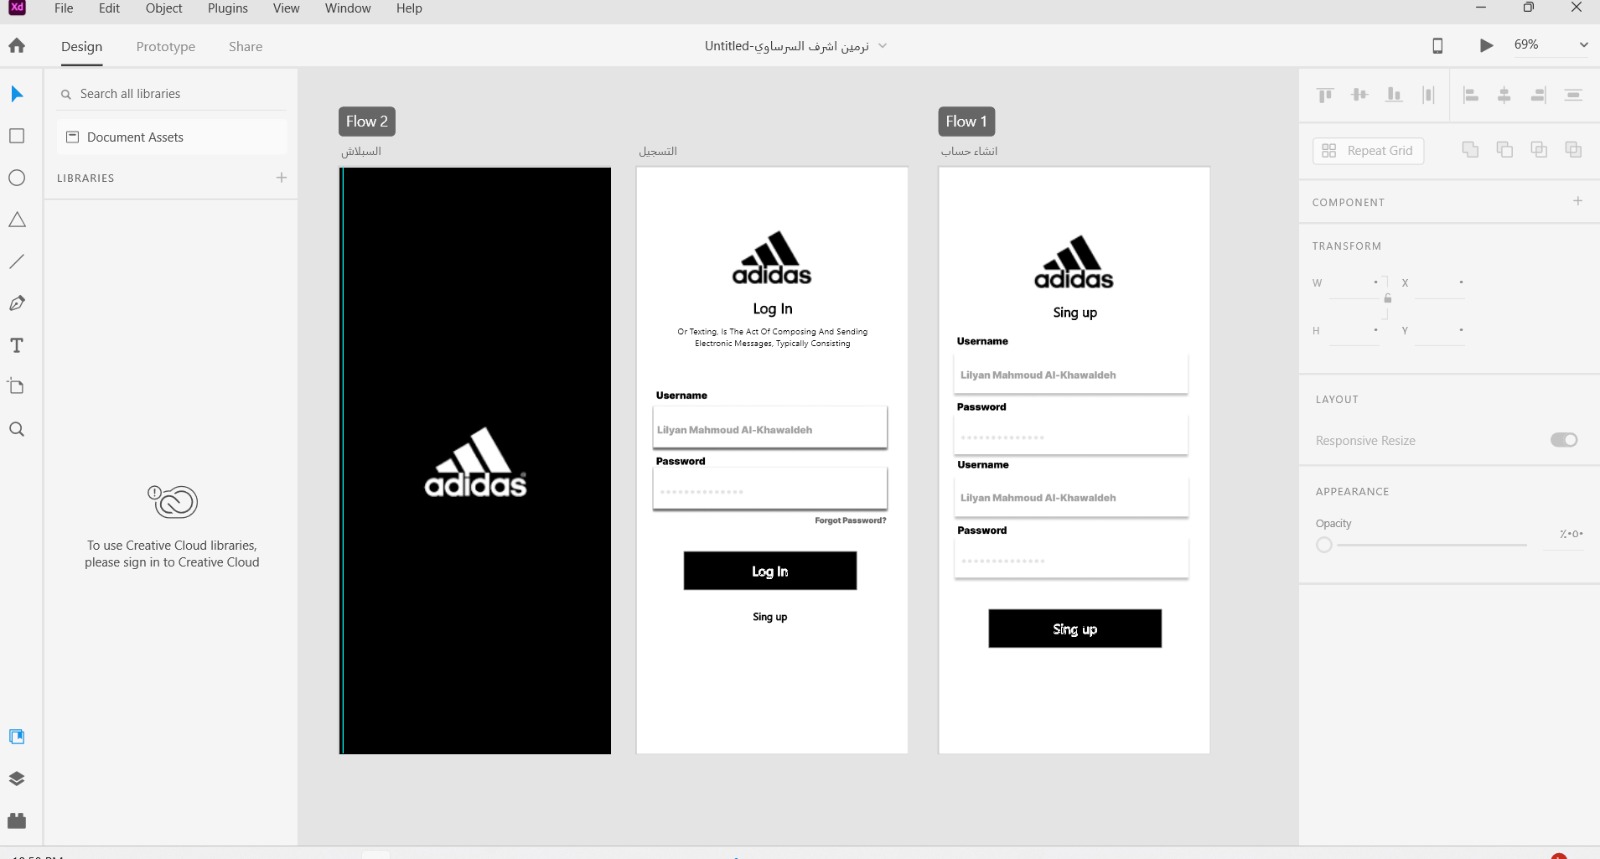 Xd File Edit Object Plugins View Window Help
Design Prototype Share
Untitled-نرمين اشرف السرساوي
69%
Search all libraries
Document Assets
LIBRARIES
To use Creative Cloud libraries,
please sign in to Creative Cloud
Flow 2
السبلاش
adidas
التسجيل
adidas
Log In
Or Texting, Is The Act Of Composing And Sending
Electronic Messages, Typically Consisting
Username
Lilyan Mahmoud Al-Khawaldeh
Password
Forgot Password?
Log In
Sing up
Flow 1
انشاء حساب
adidas
Sing up
Username
Lilyan Mahmoud Al-Khawaldeh
Password
Username
Lilyan Mahmoud Al-Khawaldeh
Password
Sing up
Repeat Grid
COMPONENT
TRANSFORM
W X
H Y
LAYOUT
Responsive Resize
APPEARANCE
Opacity